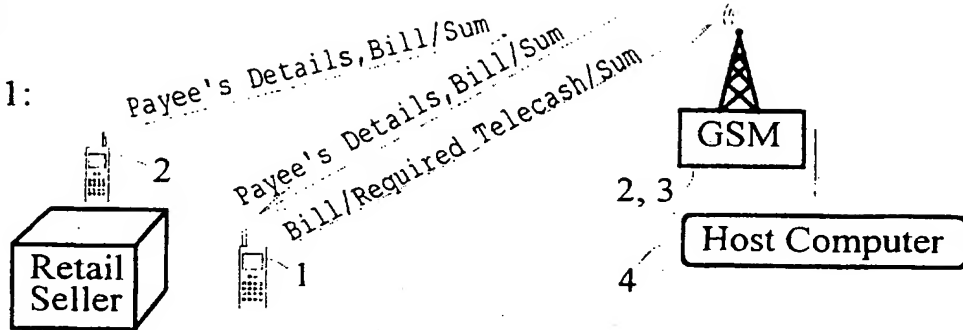 1:
Payee's Details,Bill/Sum
Payee's Details,Bill/Sum
Bill/Required Telecash/Sum
GSM
2
2, 3
Retail
Seller
1
4
Host Computer